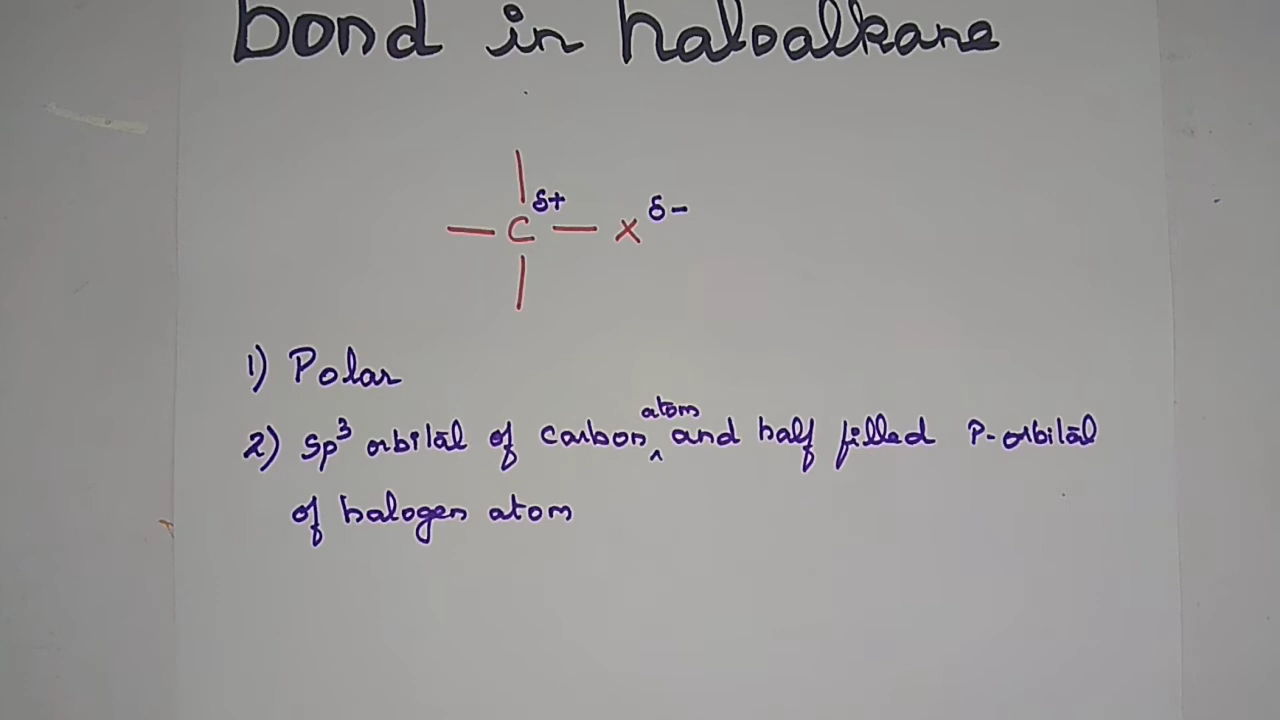 bond in haloalkane
C δ+ — X δ-
1) Polar
2) Sp³ orbital of carbon atom and half filled P-orbital
of halogen atom